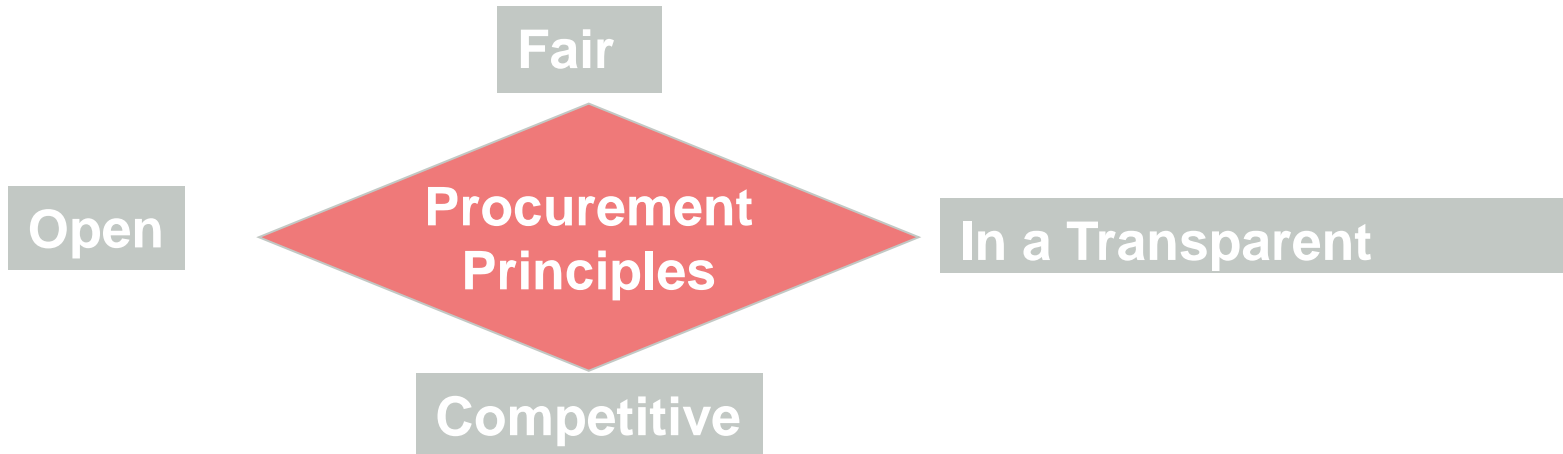 Fair
Open
Procurement
Principles
In a Transparent
Competitive